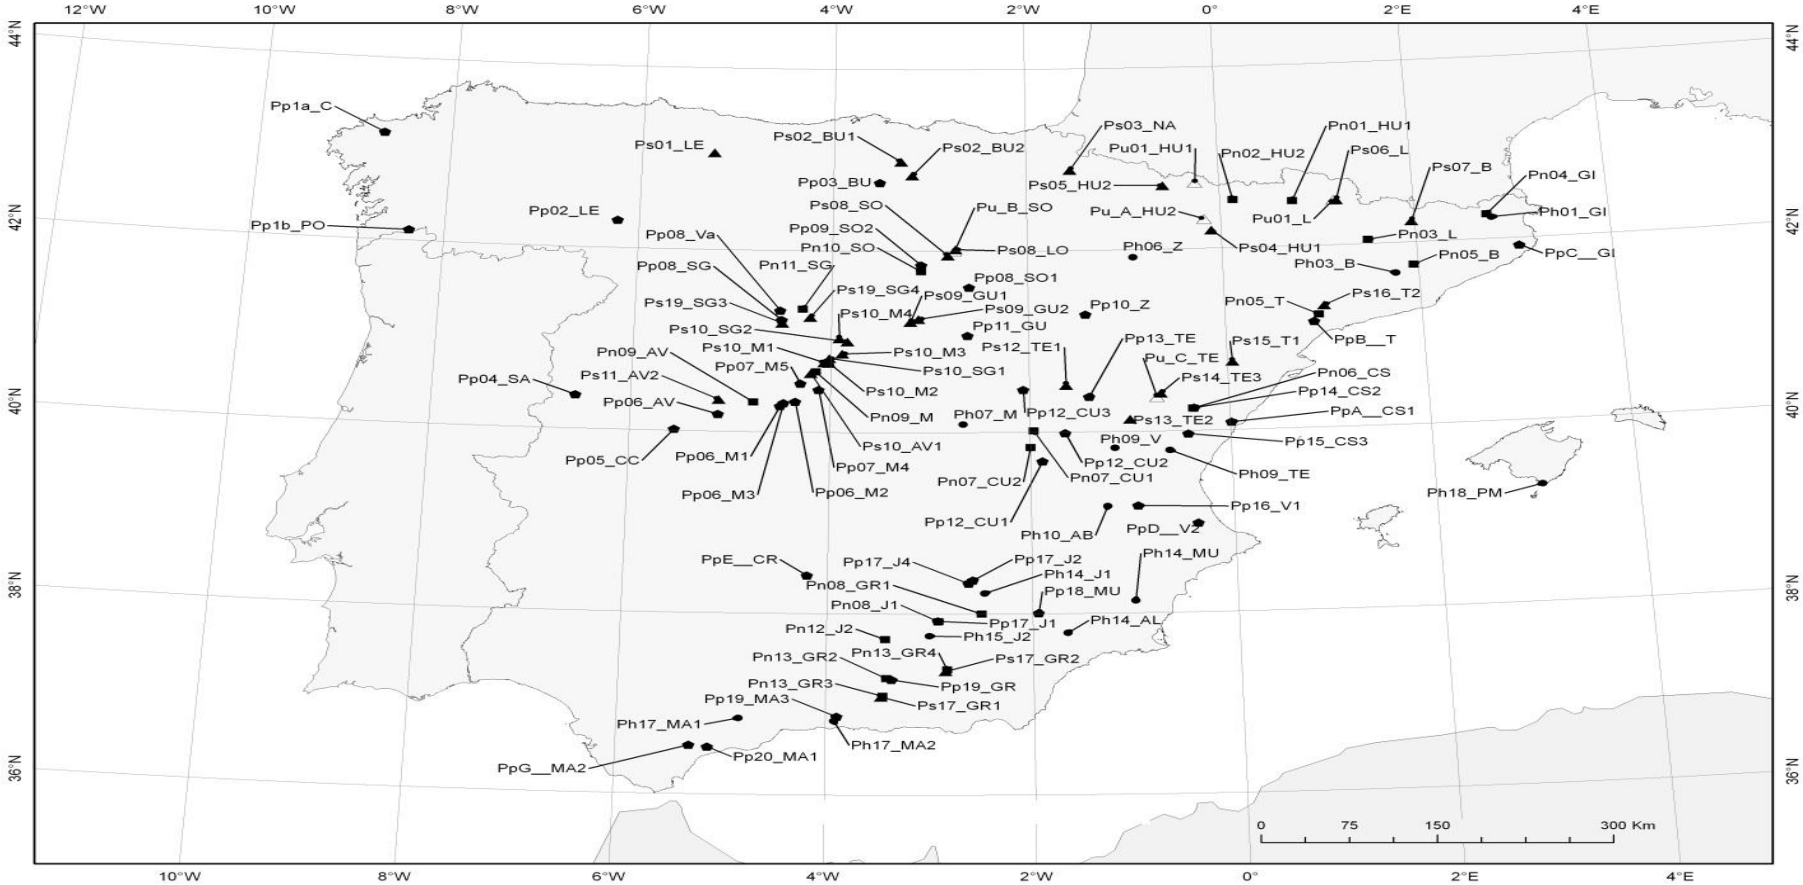 12°W 10°W 8°W 6°W 4°W 2°W 0° 2°E 4°E
44°N 44°N
Pp1a_C
Ps03_NA
Pn01_HU1
Ps02_BU1
Ps01_LE
Ps02_BU2
Pu01_HU1
Pn02_HU2
Ps06_L
Ps07_B
Pn04_GI
Pp03_BU
Ps05_HU2
Ps08_SO
Pu_B_SO
Pu_A_HU2
Pu01_L
Ph01_GI
42°N 42°N
Pp02_LE
Pp1b_PO
Pp08_Va
Pp09_SO2
Pn10_SO
Ps08_LO
Ph06_Z
Ps04_HU1
Pn03_L
PpC__GI
Pp08_SG
Pn11_SG
Ph03_B
Pn05_B
Pp08_SO1
Ps19_SG3
Ps19_SG4
Ps09_GU1
Ps16_T2
Pn05_T
Ps10_M4
Ps09_GU2
Pp10_Z
Ps10_SG2
Pp11_GU
Pp13_TE
Ps15_T1
PpB__T
Pn09_AV
Ps10_M1
Ps10_M3
Ps12_TE1
Pu_C_TE
Pp07_M5
Ps10_SG1
Ps14_TE3
Pn06_CS
Pp04_SA
Ps11_AV2
Ps10_M2
Pp14_CS2
40°N 40°N
Pp06_AV
Pn09_M
Ph07_M
Pp12_CU3
Ps13_TE2
PpA__CS1
Pp05_CC
Pp06_M1
Ps10_AV1
Ph09_V
Pp15_CS3
Pp07_M4
Pp12_CU2
Ph09_TE
Pp06_M3
Pp06_M2
Pn07_CU2
Pn07_CU1
Ph18_PM
Pp12_CU1
Ph10_AB
Pp16_V1
PpD__V2
PpE__CR
Pp17_J4
Pp17_J2
Ph14_MU
38°N 38°N
Pn08_GR1
Ph14_J1
Pp18_MU
Pn08_J1
Pp17_J1
Ph14_AL
Pn12_J2
Ph15_J2
Pn13_GR2
Pn13_GR4
Ps17_GR2
Pn13_GR3
Pp19_GR
Pp19_MA3
Ps17_GR1
Ph17_MA1
Ph17_MA2
PpG__MA2
Pp20_MA1
36°N 36°N
0 75 150 300 Km
10°W 8°W 6°W 4°W 2°W 0° 2°E 4°E